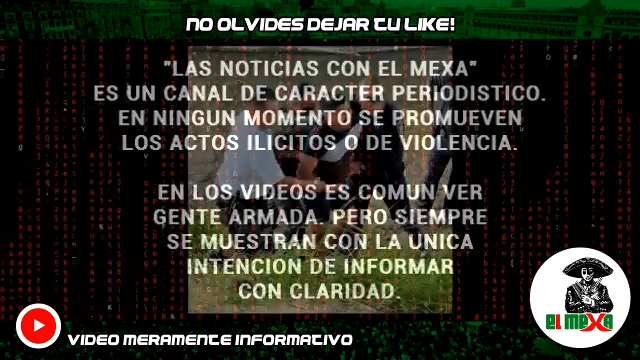 NO OLVIDES DEJAR TU LIKE!
"LAS NOTICIAS CON EL MEXA"
ES UN CANAL DE CARACTER PERiODISTICO.
EN NINGUN MOMENTO SE PROMUEVEN
LOS ACTOS ILICITOS O DE VIOLENCIA.
EN LOS VIDEOS ES COMUN VER
GENTE ARMADA. PERO SIEMPRE
SE MUESTRAN CON LA UNICA
INTENCION DE INFORMAR
CON CLARIDAD.
EL MEXA
VIDEO MERAMENTE INFORMATIVO